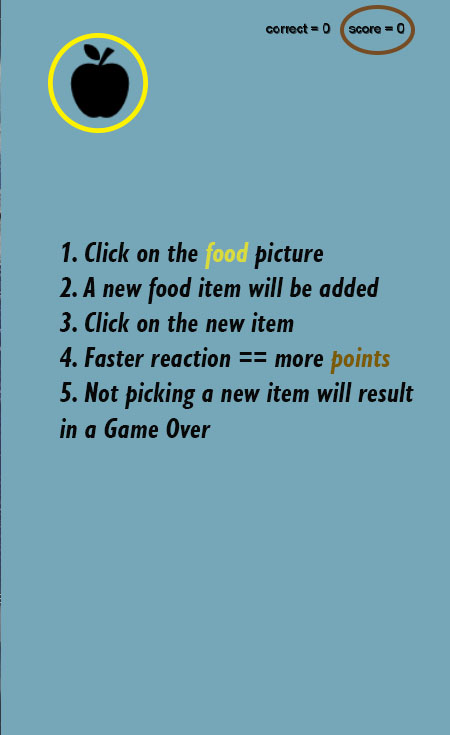 correct = 0 score = 0
1. Click on the food picture
2. A new food item will be added
3. Click on the new item
4. Faster reaction == more points
5. Not picking a new item will result
in a Game Over